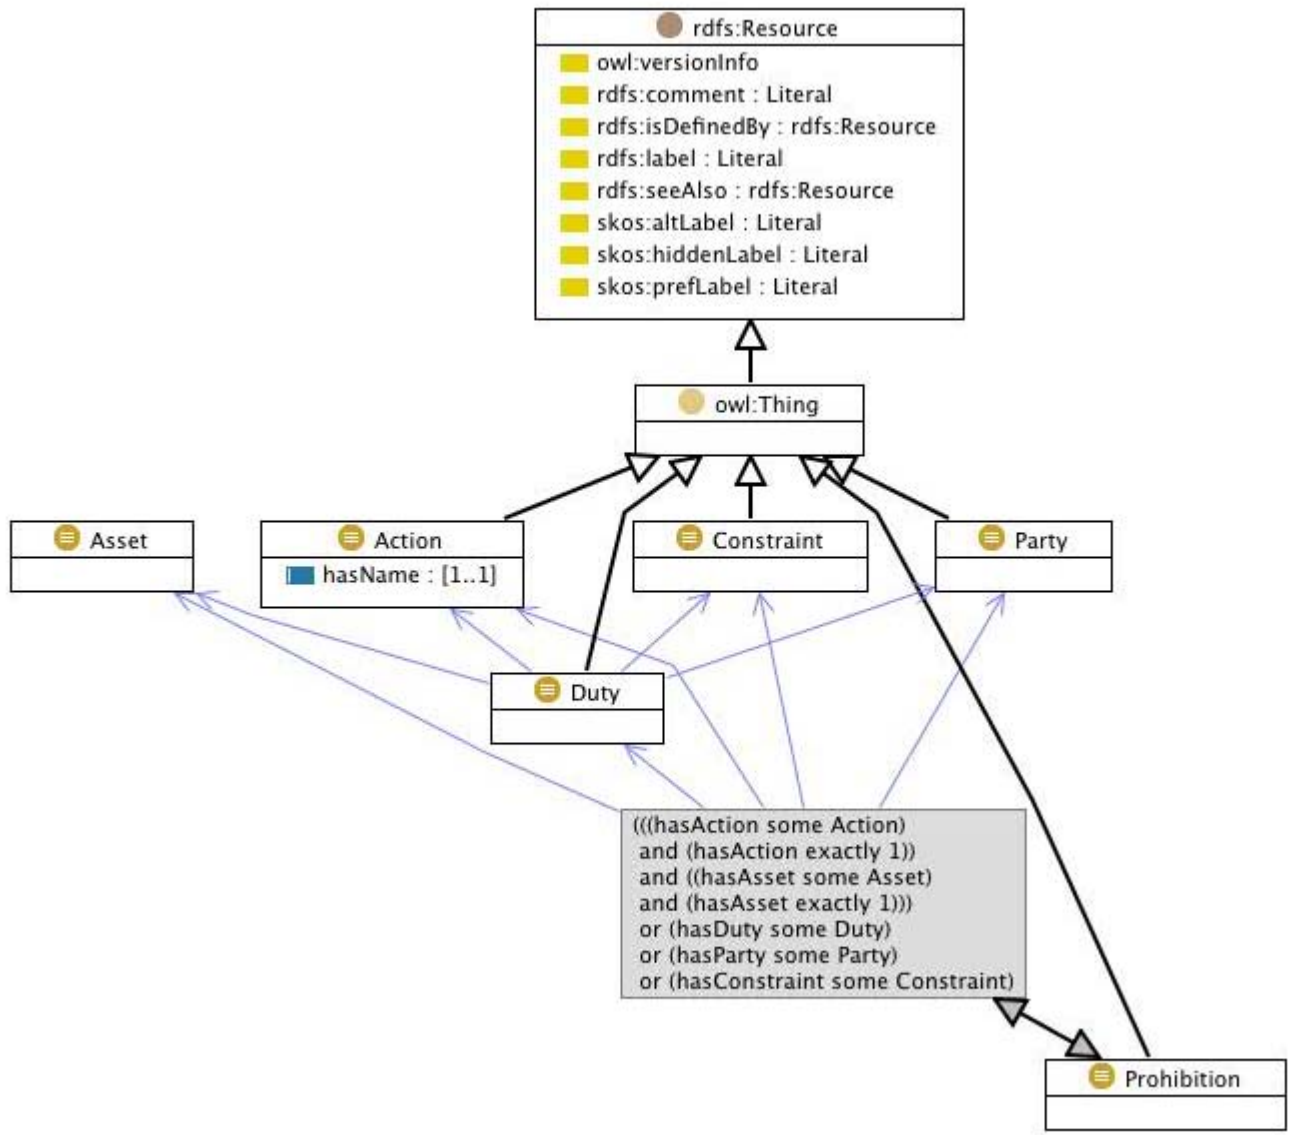 rdfs:Resource
owl:versionInfo
rdfs:comment : Literal
rdfs:isDefinedBy : rdfs:Resource
rdfs:label : Literal
rdfs:seeAlso : rdfs:Resource
skos:altLabel : Literal
skos:hiddenLabel : Literal
skos:prefLabel : Literal
owl:Thing
Asset
Action
hasName : [1..1]
Constraint
Party
Duty
(((hasAction some Action)
and (hasAction exactly 1))
and ((hasAsset some Asset)
and (hasAsset exactly 1)))
or (hasDuty some Duty)
or (hasParty some Party)
or (hasConstraint some Constraint)
Prohibition